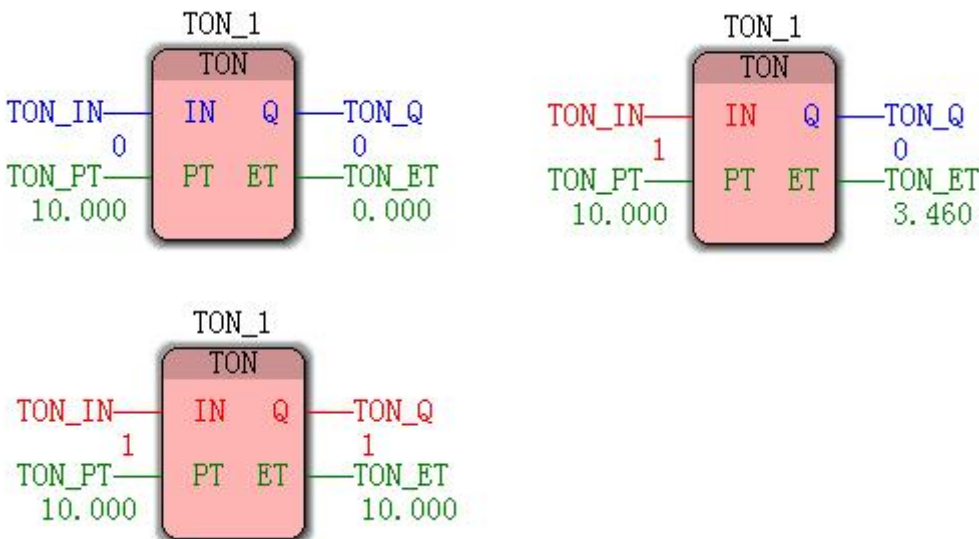 TON_1
TON
TON_IN IN Q TON_Q
0 0
TON_PT PT ET TON_ET
10.000 0.000
TON_1
TON
TON_IN IN Q TON_Q
1 0
TON_PT PT ET TON_ET
10.000 3.460
TON_1
TON
TON_IN IN Q TON_Q
1 1
TON_PT PT ET TON_ET
10.000 10.000